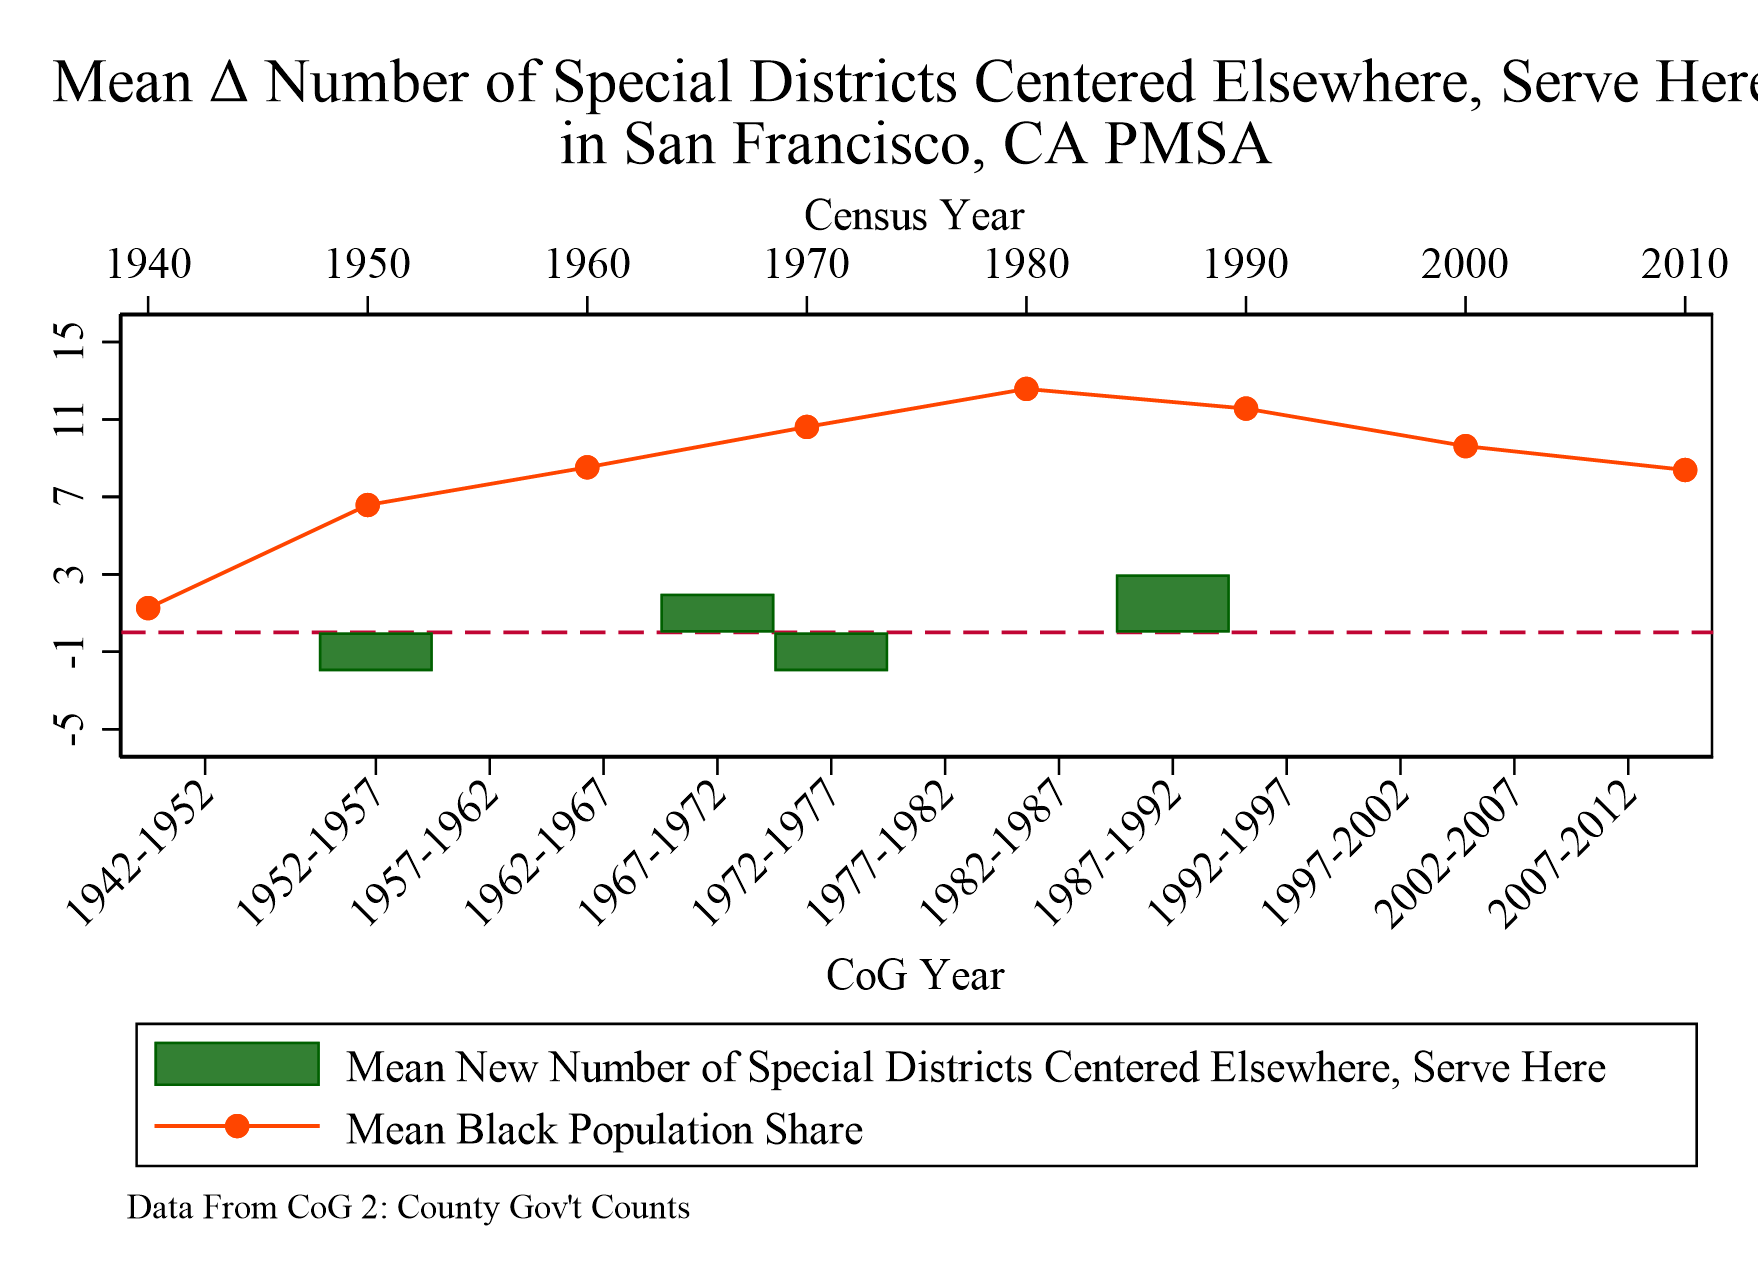 Mean Δ Number of Special Districts Centered Elsewhere, Serve Here
in San Francisco, CA PMSA
Census Year
1940 1950 1960 1970 1980 1990 2000 2010
15
11
7
3
-1
-5
1942-1952 1952-1957 1957-1962 1962-1967 1967-1972 1972-1977 1977-1982 1982-1987 1987-1992 1992-1997 1997-2002 2002-2007 2007-2012
CoG Year
Mean New Number of Special Districts Centered Elsewhere, Serve Here
Mean Black Population Share
Data From CoG 2: County Gov't Counts